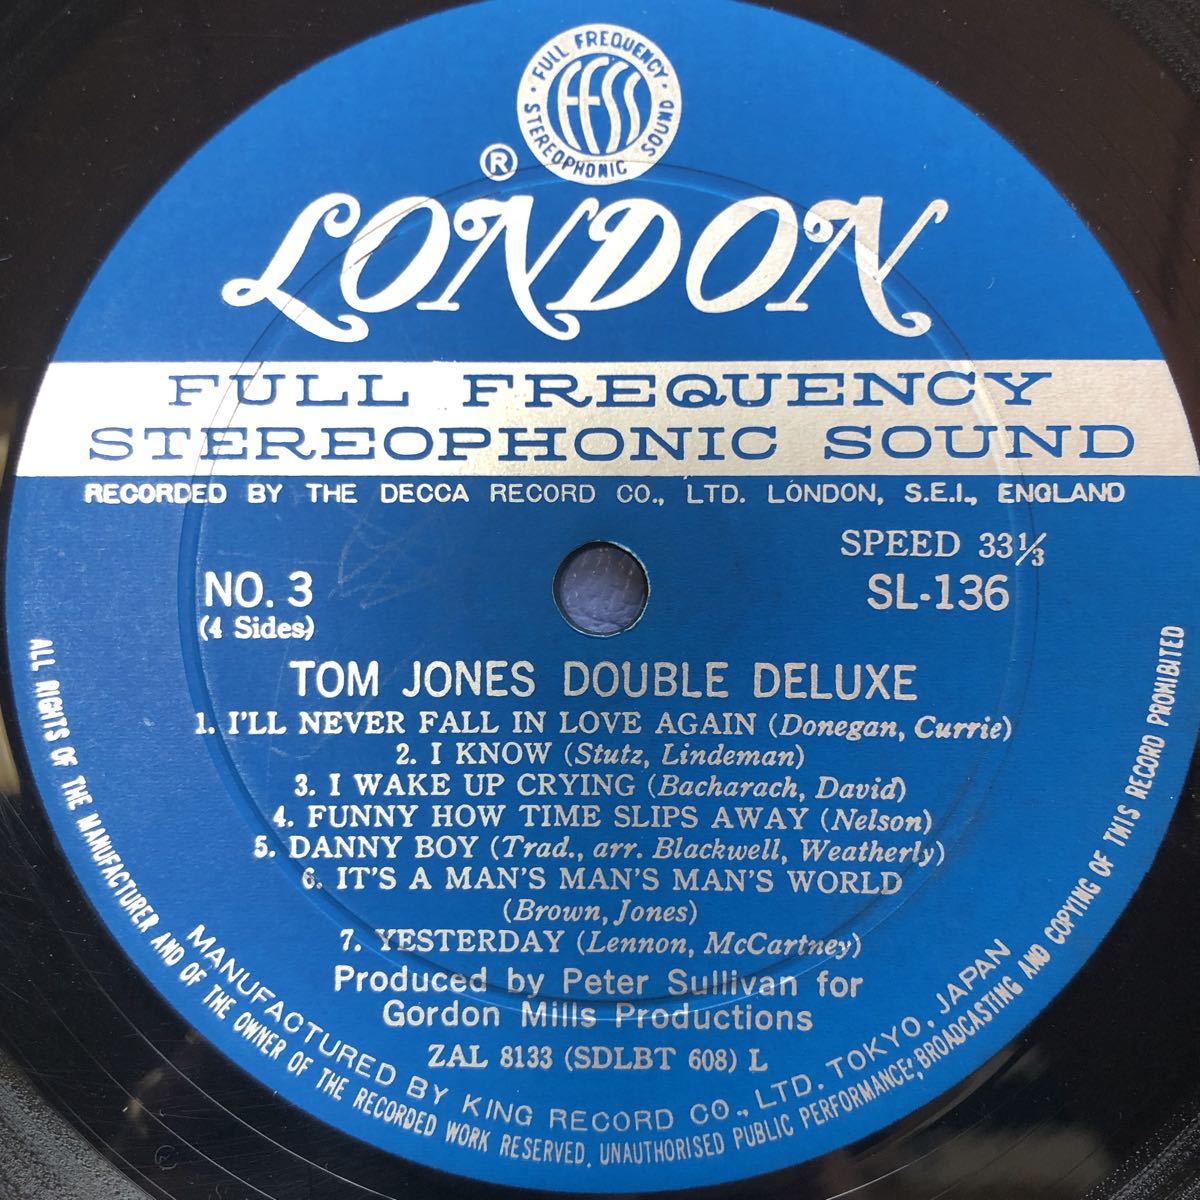 FULL FREQUENCY
STEREOPHONIC SOUND
FFSS
®
LONDON
FULL FREQUENCY
STEREOPHONIC SOUND
RECORDED BY THE DECCA RECORD CO., LTD. LONDON, S.E.I., ENGLAND
SPEED 33⅓
NO. 3
SL-136
(4 Sides)
TOM JONES DOUBLE DELUXE
1. I'LL NEVER FALL IN LOVE AGAIN (Donegan, Currie)
2. I KNOW (Stutz, Lindeman)
3. I WAKE UP CRYING (Bacharach, David)
4. FUNNY HOW TIME SLIPS AWAY (Nelson)
5. DANNY BOY (Trad., arr. Blackwell, Weatherly)
6. IT'S A MAN'S MAN'S MAN'S WORLD
(Brown, Jones)
7. YESTERDAY (Lennon, McCartney)
Produced by Peter Sullivan for
Gordon Mills Productions
ZAL 8133 (SDLBT 608) L
MANUFACTURED BY KING RECORD CO., LTD. TOKYO, JAPAN
ALL RIGHTS OF THE MANUFACTURER AND OF THE OWNER OF THE RECORDED WORK RESERVED. UNAUTHORISED PUBLIC PERFORMANCE, BROADCASTING AND COPYING OF THIS RECORD PROHIBITED